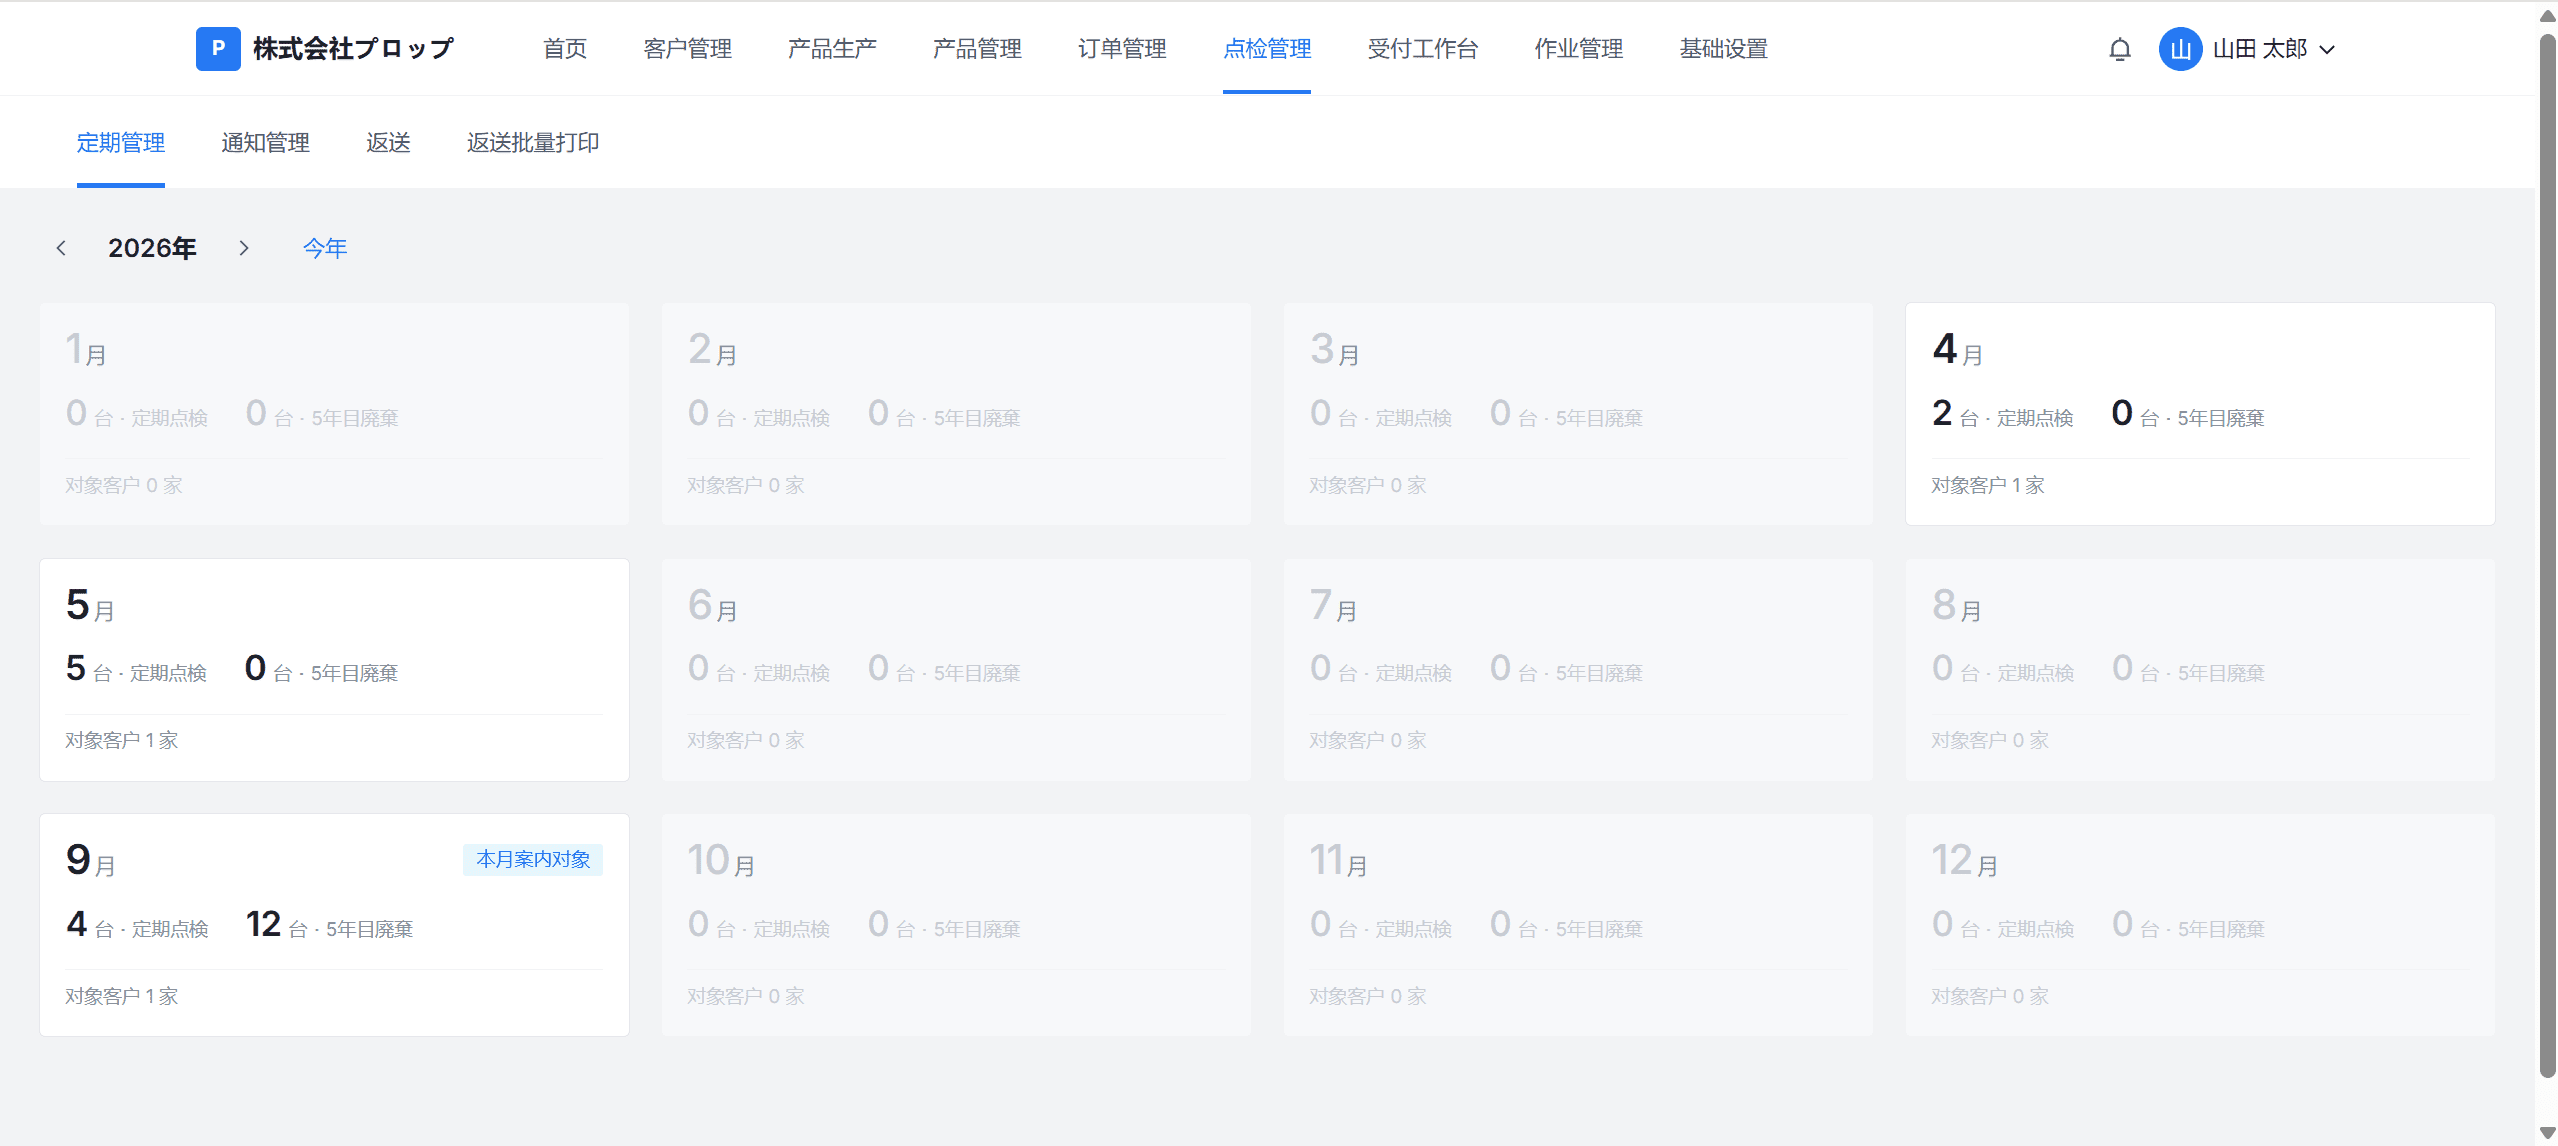 P 株式会社プロップ 首页 客户管理 产品生产 产品管理 订单管理 点检管理 受付工作台 作业管理 基础设置 山 山田 太郎
定期管理 通知管理 返送 返送批量打印
2026年 今年
1月 2月 3月 4月
0 台 · 定期点検 0 台 · 5年目廃棄 0 台 · 定期点検 0 台 · 5年目廃棄 0 台 · 定期点検 0 台 · 5年目廃棄 2 台 · 定期点検 0 台 · 5年目廃棄
对象客户 0 家 对象客户 0 家 对象客户 0 家 对象客户 1 家
5月 6月 7月 8月
5 台 · 定期点検 0 台 · 5年目廃棄 0 台 · 定期点検 0 台 · 5年目廃棄 0 台 · 定期点検 0 台 · 5年目廃棄 0 台 · 定期点検 0 台 · 5年目廃棄
对象客户 1 家 对象客户 0 家 对象客户 0 家 对象客户 0 家
9月 本月案内对象 10月 11月 12月
4 台 · 定期点検 12 台 · 5年目廃棄 0 台 · 定期点検 0 台 · 5年目廃棄 0 台 · 定期点検 0 台 · 5年目廃棄 0 台 · 定期点検 0 台 · 5年目廃棄
对象客户 1 家 对象客户 0 家 对象客户 0 家 对象客户 0 家